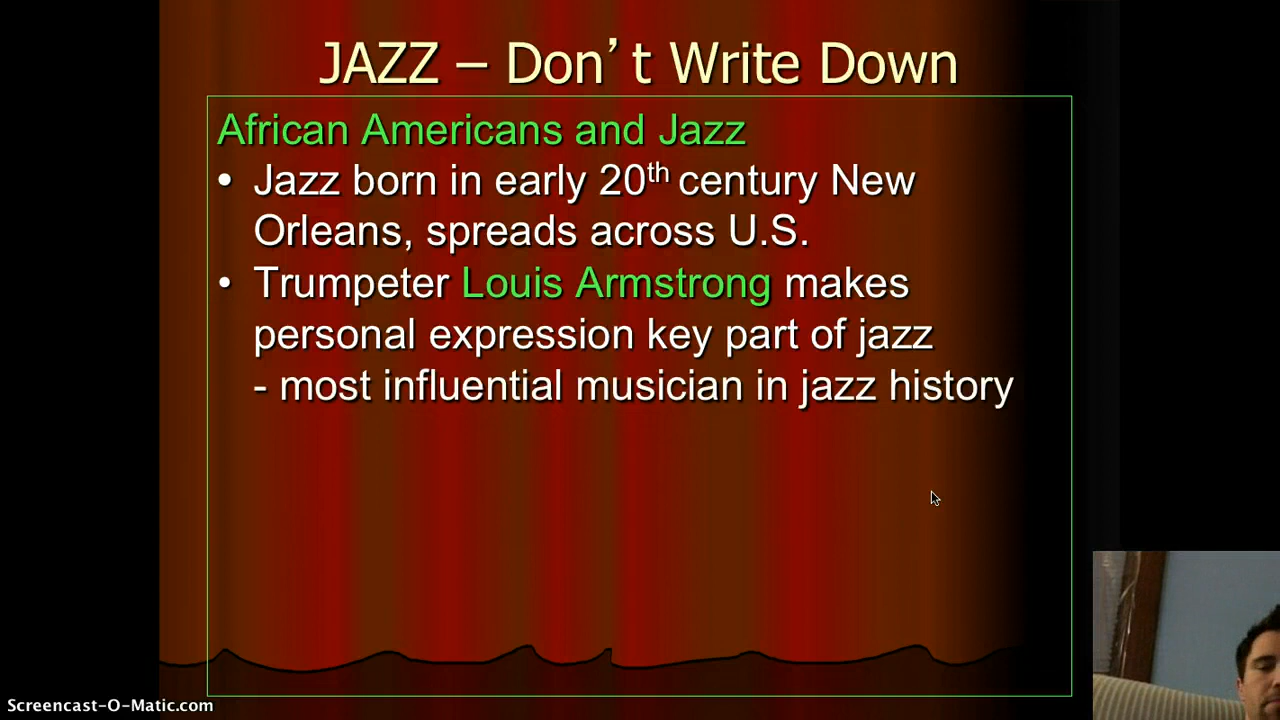 JAZZ – Don’t Write Down
African Americans and Jazz
• Jazz born in early 20th century New
Orleans, spreads across U.S.
• Trumpeter Louis Armstrong makes
personal expression key part of jazz
- most influential musician in jazz history
Screencast-O-Matic.com